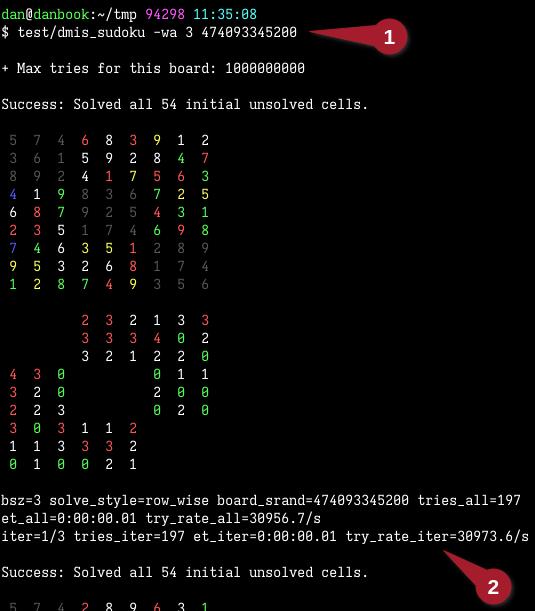 dan@danbook:~/tmp 94298 11:35:08
$ test/dmis_sudoku -wa 3 474093345200
1
+ Max tries for this board: 1000000000
Success: Solved all 54 initial unsolved cells.
5 7 4 6 8 3 9 1 2
3 6 1 5 9 2 8 4 7
8 9 2 4 1 7 5 6 3
4 1 9 8 3 6 7 2 5
6 8 7 9 2 5 4 3 1
2 3 5 1 7 4 6 9 8
7 4 6 3 5 1 2 8 9
9 5 3 2 6 8 1 7 4
1 2 8 7 4 9 3 5 6
2 3 2 1 3 3
3 3 3 4 0 2
3 2 1 2 2 0
4 3 0 0 1 1
3 2 0 2 0 0
2 2 3 0 2 0
3 0 3 1 1 2
1 1 3 3 3 2
0 1 0 0 2 1
bsz=3 solve_style=row_wise board_srand=474093345200 tries_all=197
et_all=0:00:00.01 try_rate_all=30956.7/s
iter=1/3 tries_iter=197 et_iter=0:00:00.01 try_rate_iter=30973.6/s
2
Success: Solved all 54 initial unsolved cells.
5 7 4 2 8 9 6 3 1